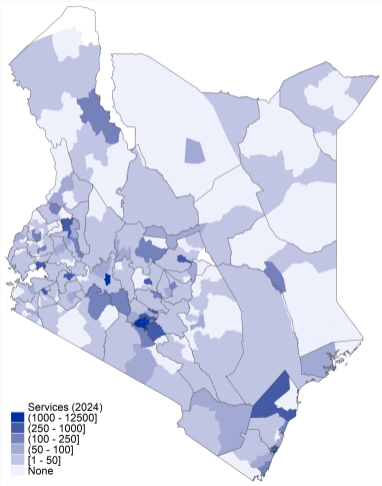 Services (2024)
(1000 - 12500]
(250 - 1000]
(100 - 250]
(50 - 100]
[1 - 50]
None